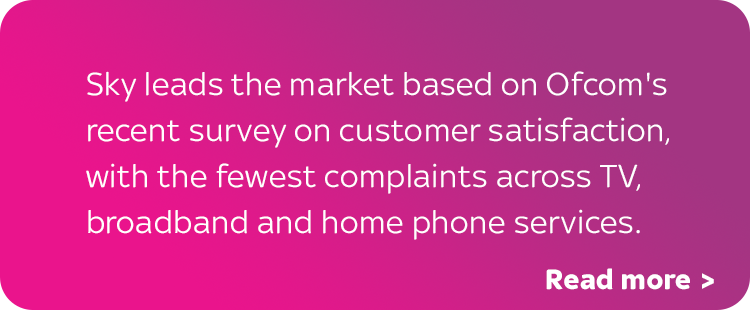 Sky leads the market based on Ofcom's
recent survey on customer satisfaction,
with the fewest complaints across TV,
broadband and home phone services.
Read more >